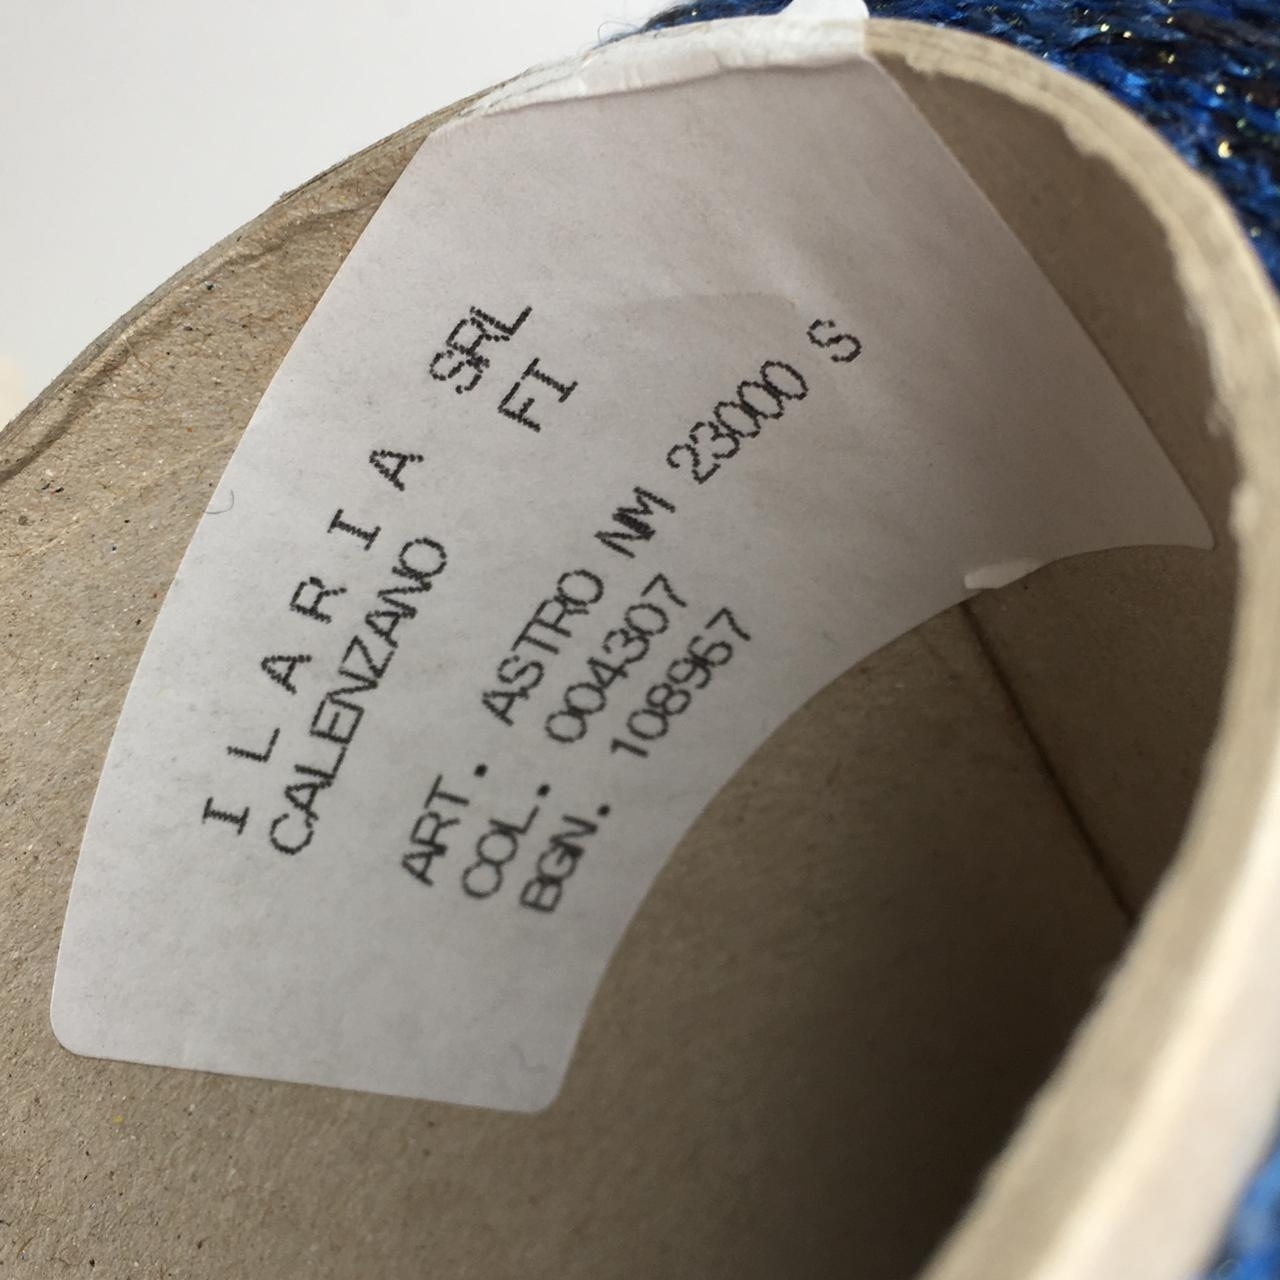 I L A R I A SRL
CALENZANO FI
ART. ASTRO NM 23000 S
COL. 004307
BGN. 108967